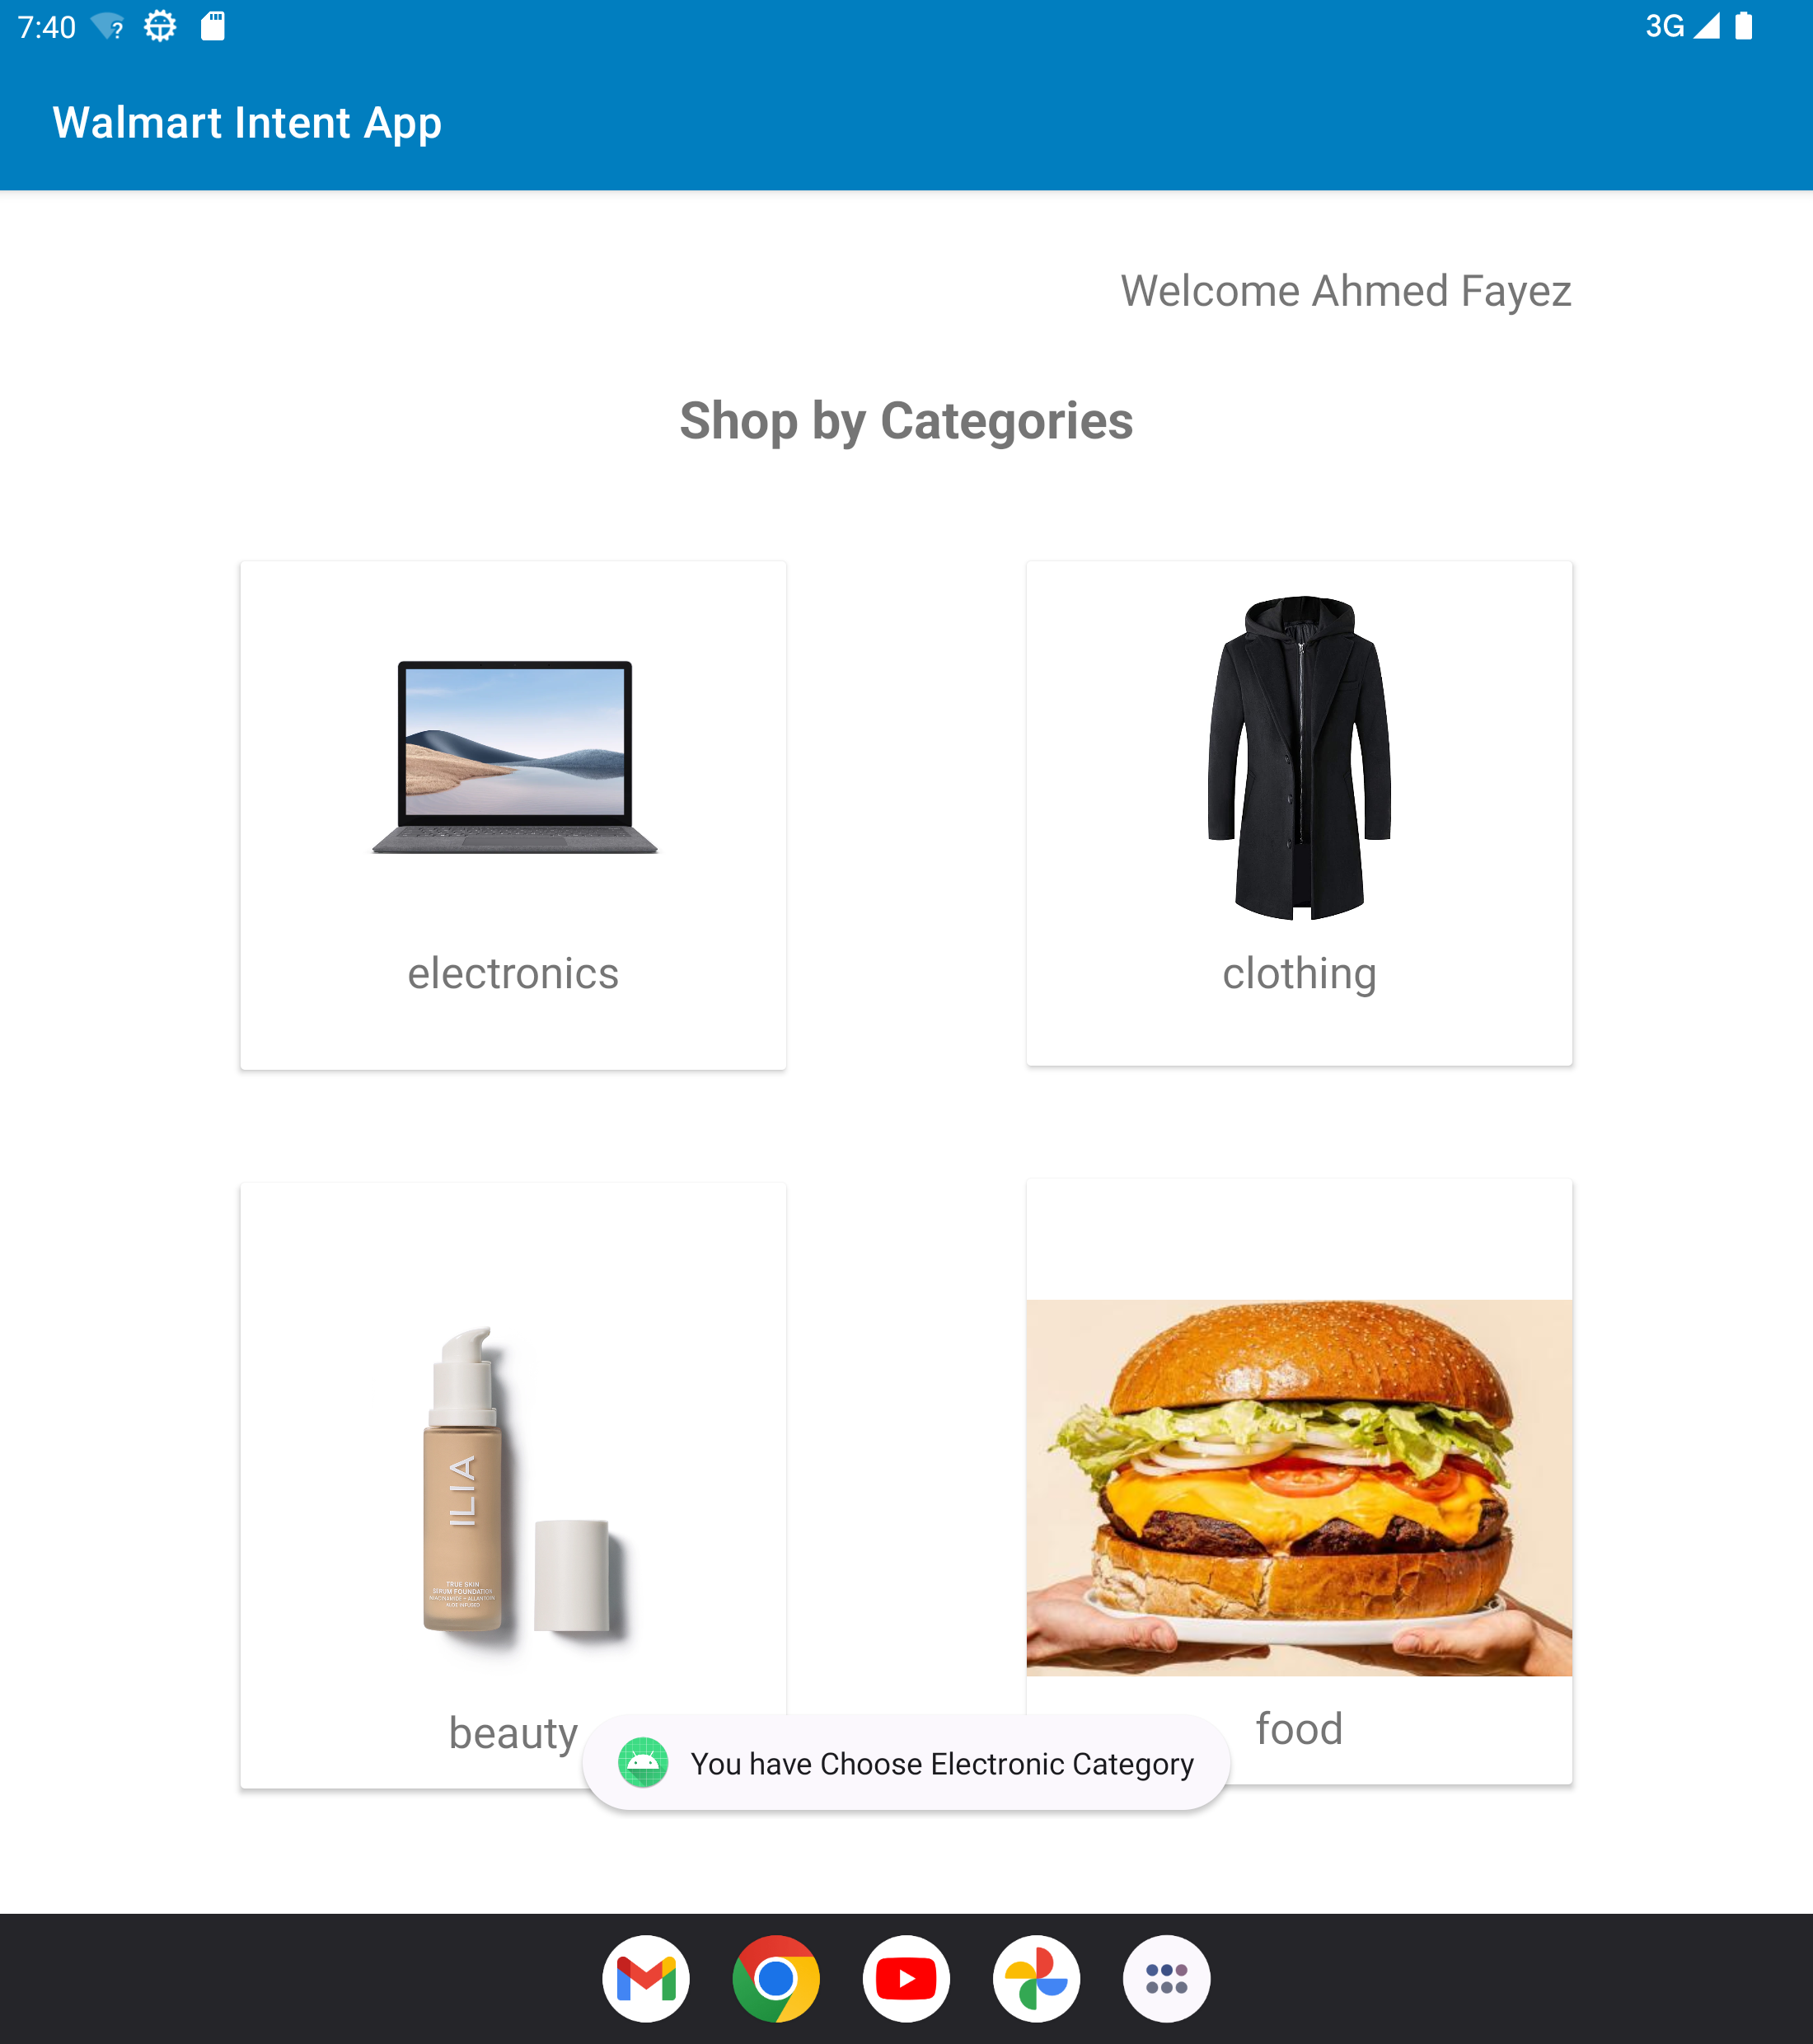 7:40
3G
Walmart Intent App
Welcome Ahmed Fayez
Shop by Categories
electronics
clothing
ILIA
TRUE SKIN
SERUM FOUNDATION
beauty
food
You have Choose Electronic Category